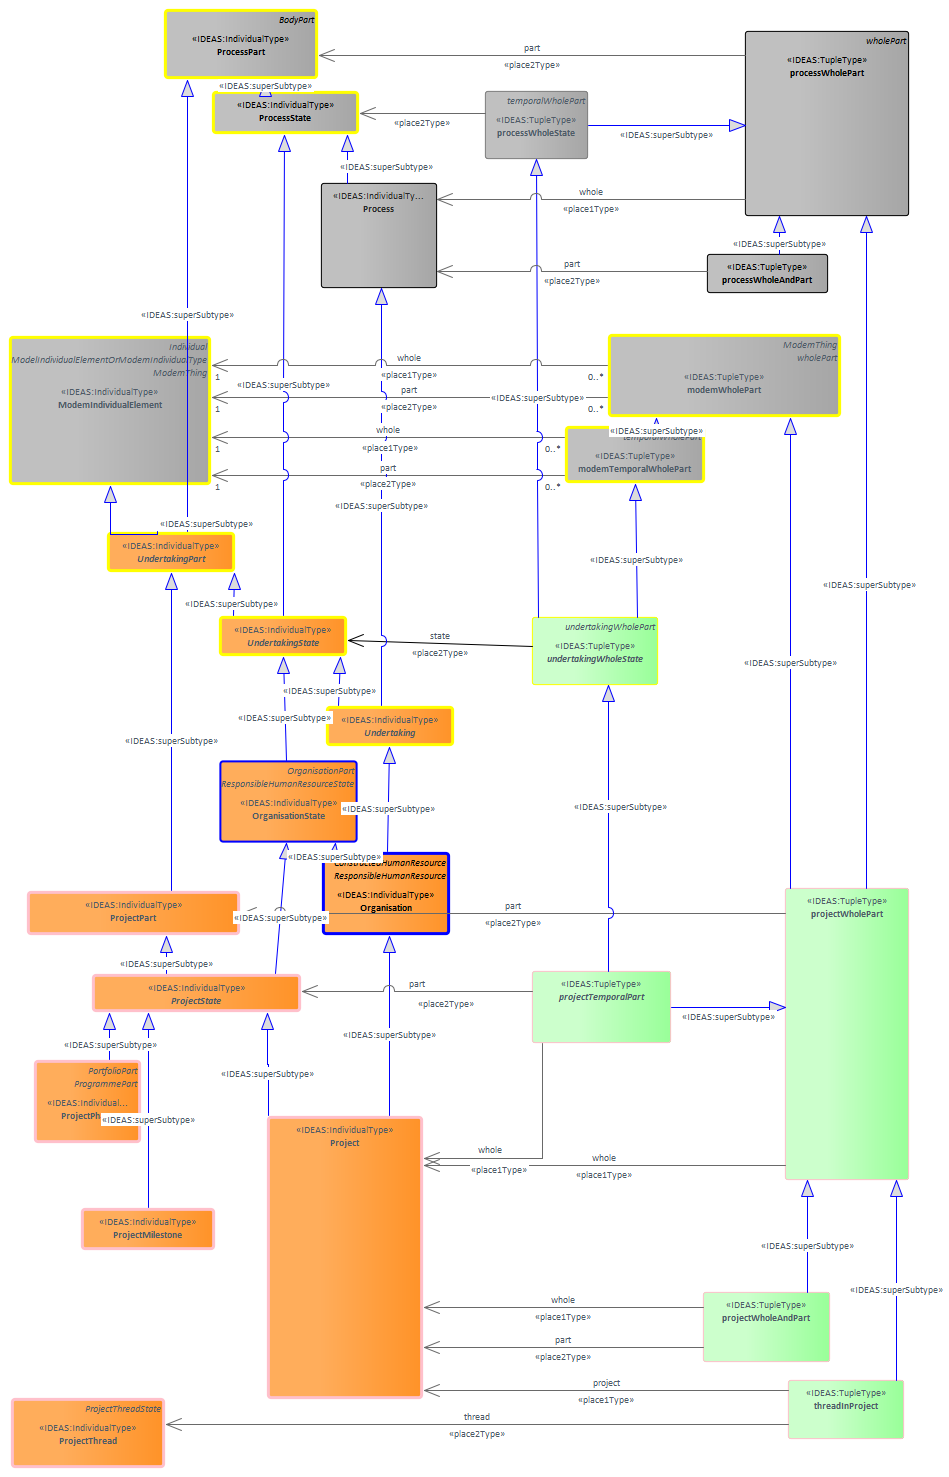 BodyPart
«IDEAS:IndividualType»
ProcessPart
wholePart
«IDEAS:TupleType»
processWholePart
part
«place2Type»
«IDEAS:superSubtype»
«IDEAS:IndividualType»
ProcessState
temporalWholePart
«IDEAS:TupleType»
processWholeState
«place2Type»
«IDEAS:superSubtype»
«IDEAS:superSubtype»
«IDEAS:IndividualTy...
Process
whole
«place1Type»
«IDEAS:superSubtype»
part
«place2Type»
«IDEAS:TupleType»
processWholeAndPart
«IDEAS:superSubtype»
Individual
ModelIndividualElementOrModemIndividualType
ModemThing
«IDEAS:IndividualType»
ModemIndividualElement
ModemThing
wholePart
«IDEAS:TupleType»
modemWholePart
whole
«place1Type»
1
0..*
«IDEAS:superSubtype»
part
«place2Type»
1
0..*
«IDEAS:superSubtype»
whole
«place1Type»
1
0..*
«IDEAS:superSubtype»
temporalWholePart
«IDEAS:TupleType»
modemTemporalWholePart
part
«place2Type»
1
0..*
«IDEAS:superSubtype»
«IDEAS:superSubtype»
«IDEAS:IndividualType»
UndertakingPart
«IDEAS:superSubtype»
«IDEAS:superSubtype»
«IDEAS:superSubtype»
«IDEAS:IndividualType»
UndertakingState
state
«place2Type»
undertakingWholePart
«IDEAS:TupleType»
undertakingWholeState
«IDEAS:superSubtype»
«IDEAS:superSubtype»
«IDEAS:superSubtype»
«IDEAS:IndividualType»
Undertaking
«IDEAS:superSubtype»
OrganisationPart
ResponsibleHumanResourceState
«IDEAS:IndividualType»
OrganisationState
«IDEAS:superSubtype»
«IDEAS:superSubtype»
«IDEAS:superSubtype»
ConstructedHumanResource
ResponsibleHumanResource
«IDEAS:IndividualType»
Organisation
«IDEAS:IndividualType»
ProjectPart
«IDEAS:superSubtype»
part
«place2Type»
«IDEAS:TupleType»
projectWholePart
«IDEAS:superSubtype»
«IDEAS:IndividualType»
ProjectState
part
«place2Type»
«IDEAS:TupleType»
projectTemporalPart
«IDEAS:superSubtype»
«IDEAS:superSubtype»
«IDEAS:superSubtype»
PortfolioPart
ProgrammePart
«IDEAS:Individual...
ProjectPh
«IDEAS:superSubtype»
«IDEAS:superSubtype»
«IDEAS:IndividualType»
Project
whole
«place1Type»
whole
«place1Type»
«IDEAS:IndividualType»
ProjectMilestone
«IDEAS:superSubtype»
«IDEAS:superSubtype»
whole
«place1Type»
«IDEAS:TupleType»
projectWholeAndPart
part
«place2Type»
project
«place1Type»
«IDEAS:TupleType»
threadInProject
ProjectThreadState
«IDEAS:IndividualType»
ProjectThread
thread
«place2Type»